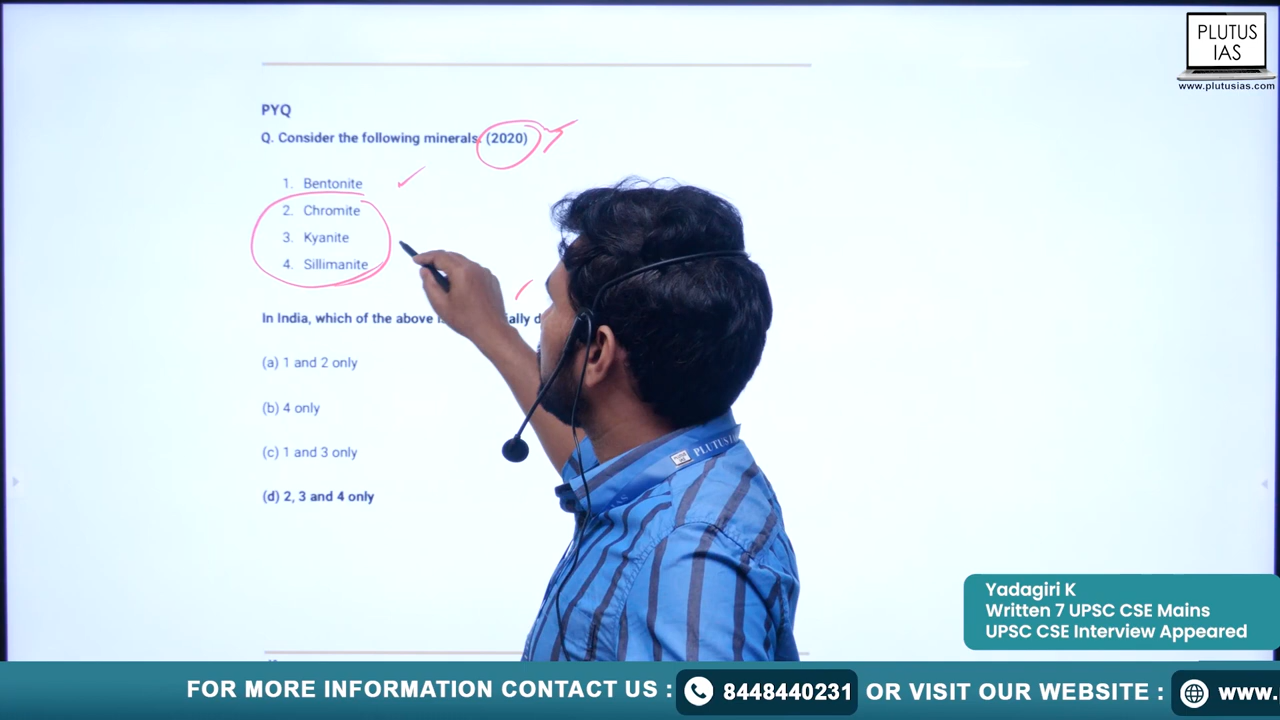 PLUTUS
IAS
www.plutusias.com
PYQ
Q. Consider the following minerals: (2020)
1. Bentonite
2. Chromite
3. Kyanite
4. Sillimanite
In India, which of the above ially d
(a) 1 and 2 only
(b) 4 only
(c) 1 and 3 only
(d) 2, 3 and 4 only
PLUTUS IA
Yadagiri K
Written 7 UPSC CSE Mains
UPSC CSE Interview Appeared
FOR MORE INFORMATION CONTACT US : 8448440231 OR VISIT OUR WEBSITE : www.